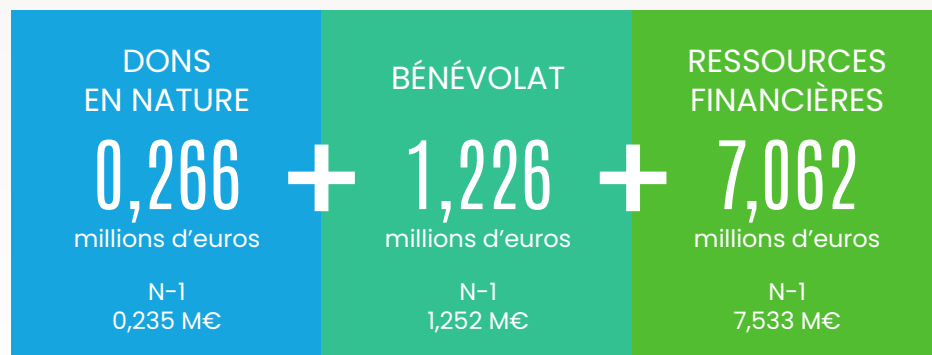 DONS
EN NATURE
0,266
millions d’euros
N-1
0,235 M€
+
BÉNÉVOLAT
1,226
millions d’euros
N-1
1,252 M€
+
RESSOURCES
FINANCIÈRES
7,062
millions d’euros
N-1
7,533 M€